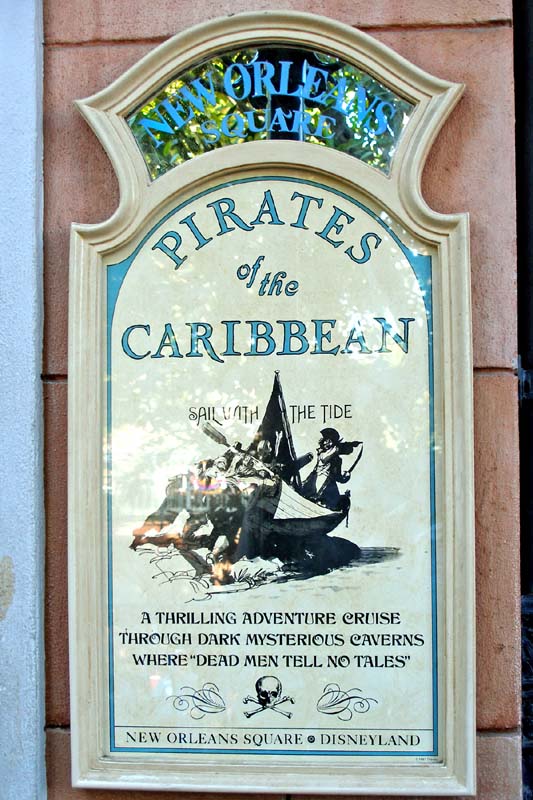 NEW ORLEANS
SQUARE
PIRATES
of the
CARIBBEAN
SAIL WITH THE TIDE
A THRILLING ADVENTURE CRUISE
THROUGH DARK MYSTERIOUS CAVERNS
WHERE "DEAD MEN TELL NO TALES"
NEW ORLEANS SQUARE • DISNEYLAND